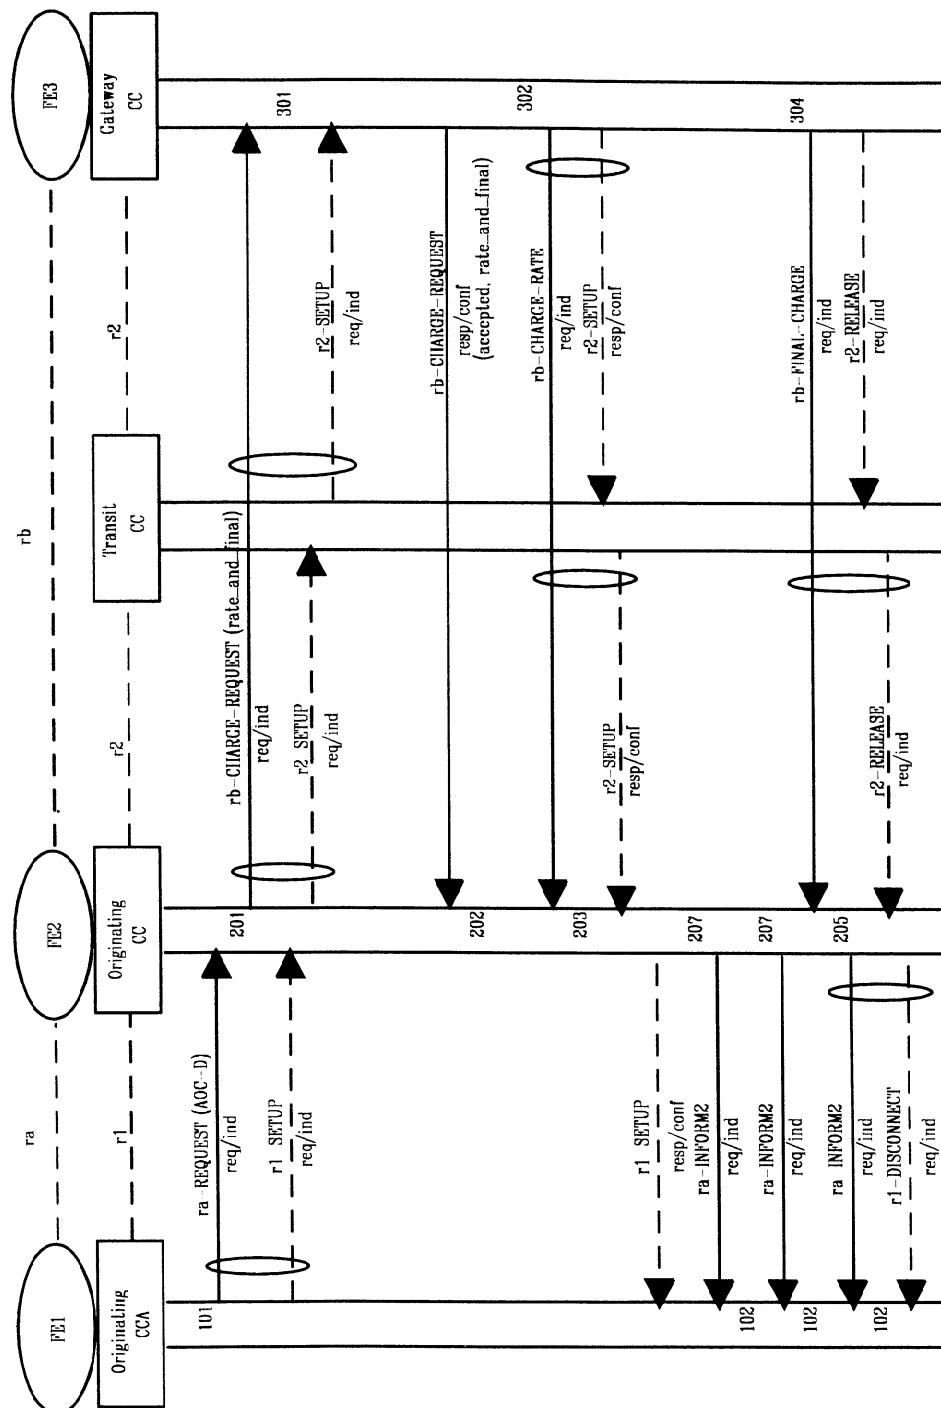 FE1
ra
FE2
rb
FE3
Originating
CCA
r1
Originating
CC
r2
Transit
CC
r2
Gateway
CC
101
ra-REQUEST (AOC-D)
req/ind
r1 SETUP
req/ind
201
rb-CHARGE-REQUEST (rate_and_final)
req/ind
r2 SETUP
req/ind
r2-SETUP
req/ind
301
rb-CHARGE-REQUEST
resp/conf
(accepted, rate_and_final)
202
rb-CHARGE-RATE
req/ind
302
r2-SETUP
resp/conf
203
r2-SETUP
resp/conf
r1 SETUP
resp/conf
207
ra-INFORM2
req/ind
102
207
ra-INFORM2
req/ind
102
304
rb-FINAL-CHARGE
req/ind
r2-RELEASE
req/ind
205
r2-RELEASE
req/ind
ra INFORM2
req/ind
102
r1-DISCONNECT
req/ind